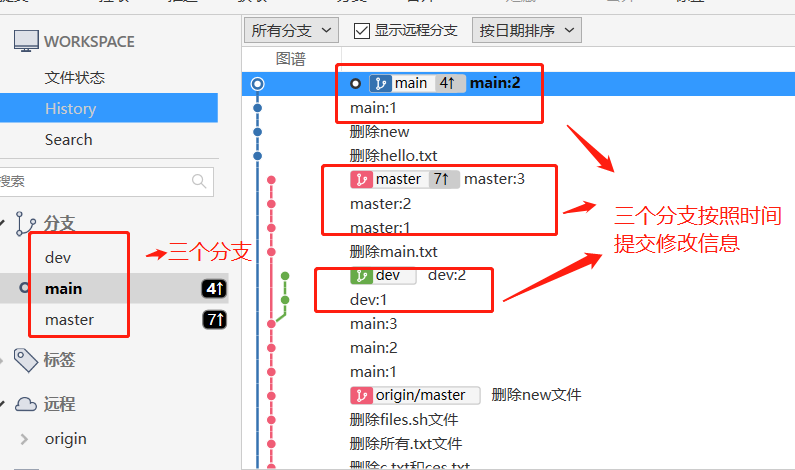 所有分支
显示远程分支
按日期排序
WORKSPACE
图谱
文件状态
main 4↑ main:2
History
main:1
Search
删除new
删除hello.txt
搜索
master 7↑ master:3
master:2
分支
master:1
三个分支按照时间
提交修改信息
三个分支
dev
删除main.txt
main 4↑
dev dev:2
dev:1
master 7↑
main:3
标签
main:2
main:1
origin/master 删除new文件
远程
删除files.sh文件
origin
删除所有.txt文件
删除c.txt和ces.txt